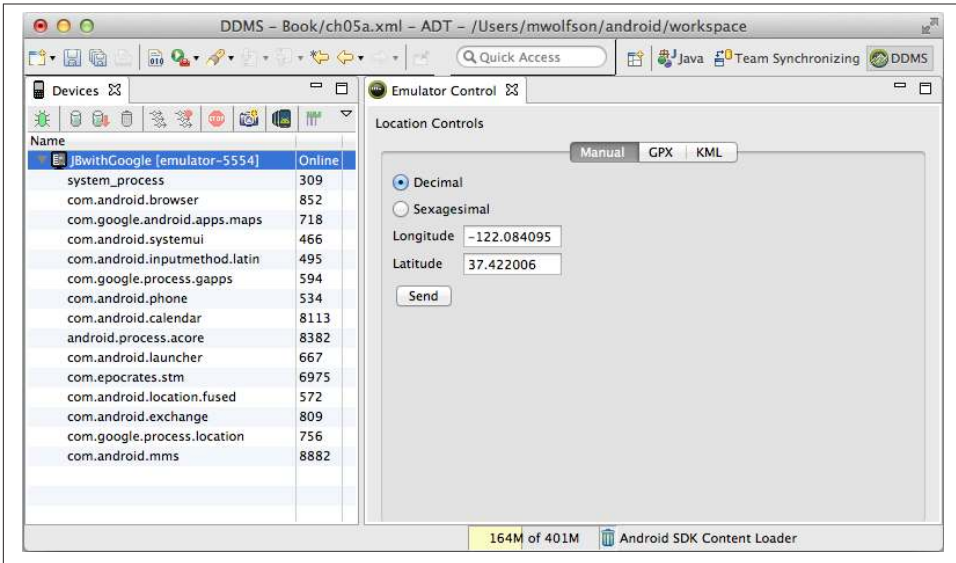 DDMS – Book/ch05a.xml – ADT – /Users/mwolfson/android/workspace
Quick Access
Java
Team Synchronizing
DDMS
Devices
Emulator Control
Name
JBwithGoogle [emulator-5554] Online
system_process 309
com.android.browser 852
com.google.android.apps.maps 718
com.android.systemui 466
com.android.inputmethod.latin 495
com.google.process.gapps 594
com.android.phone 534
com.android.calendar 8113
android.process.acore 8382
com.android.launcher 667
com.epocrates.stm 6975
com.android.location.fused 572
com.android.exchange 809
com.google.process.location 756
com.android.mms 8882
Location Controls
Manual GPX KML
Decimal
Sexagesimal
Longitude -122.084095
Latitude 37.422006
Send
164M of 401M
Android SDK Content Loader